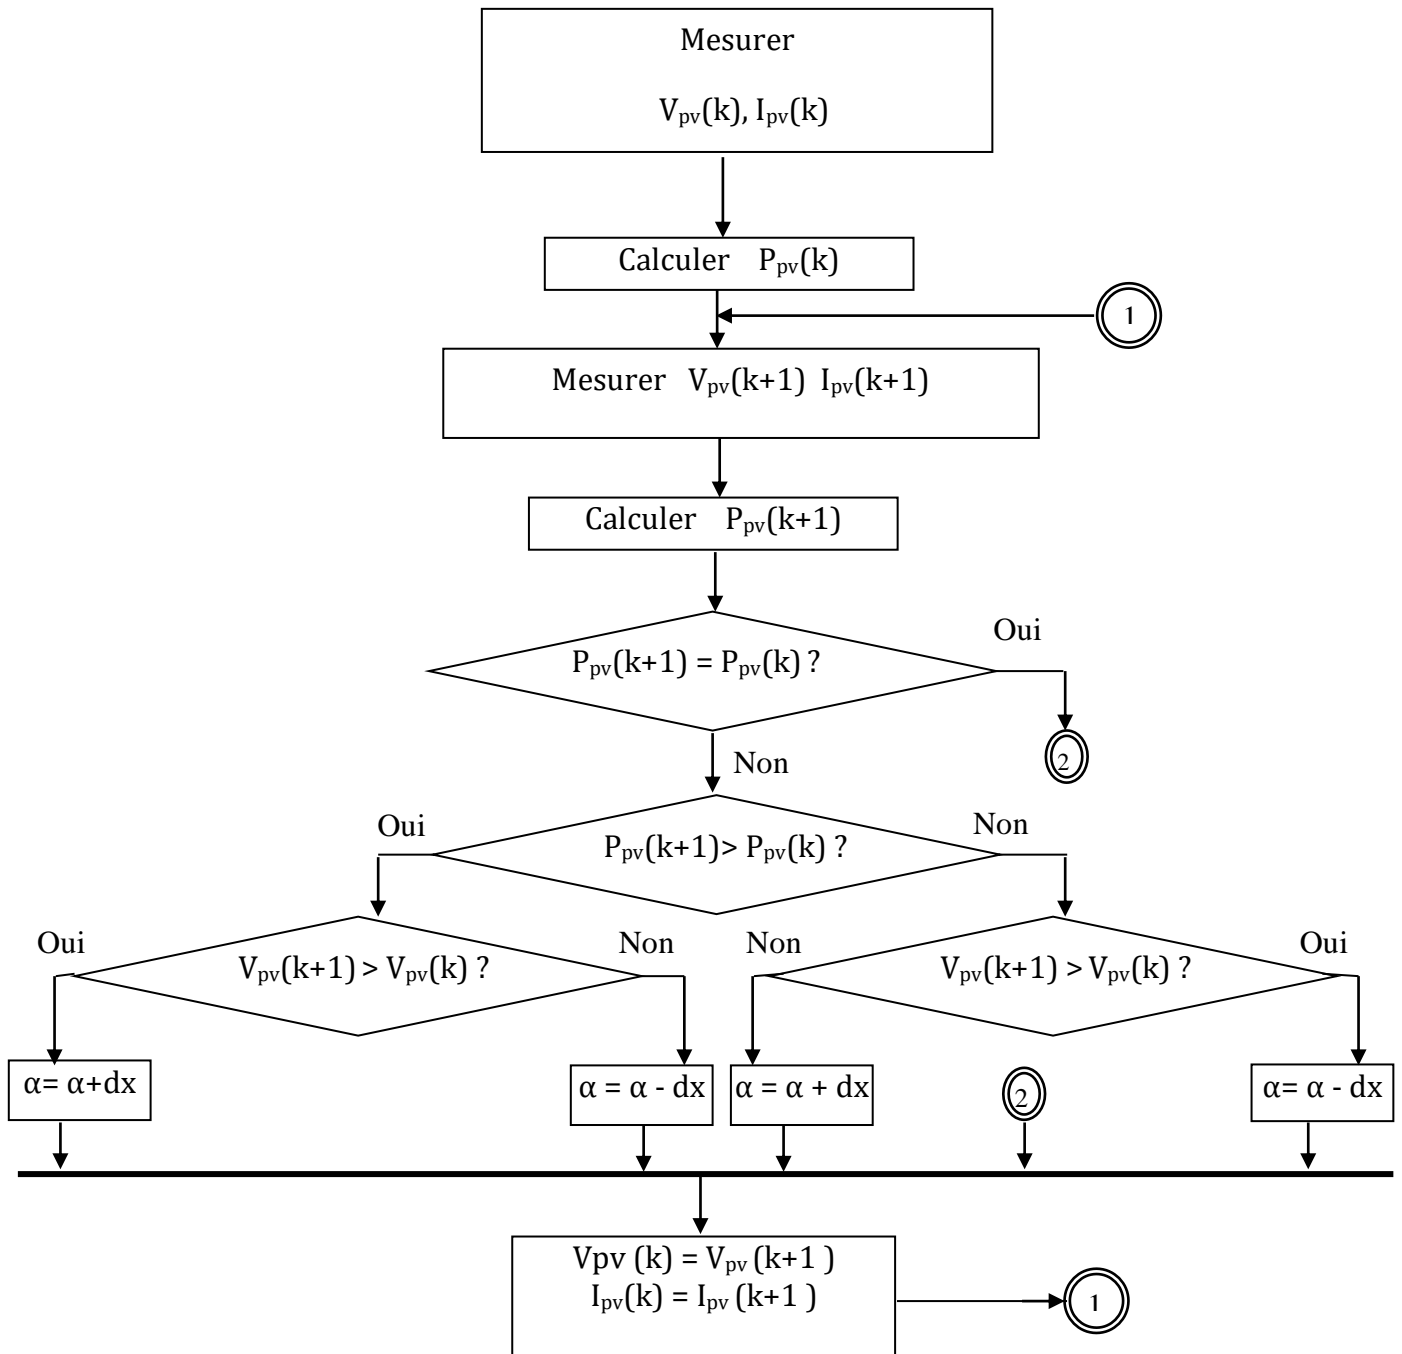 Mesurer
Vpv(k), Ipv(k)
Calculer Ppv(k)
1
Mesurer Vpv(k+1) Ipv(k+1)
Calculer Ppv(k+1)
Oui
Ppv(k+1) = Ppv(k) ?
2
Non
Oui
Non
Ppv(k+1)> Ppv(k) ?
Oui
Non
Non
Oui
Vpv(k+1) > Vpv(k) ?
Vpv(k+1) > Vpv(k) ?
α= α+dx
α = α - dx
α = α + dx
2
α= α - dx
Vpv (k) = Vpv (k+1 )
Ipv(k) = Ipv (k+1 )
1